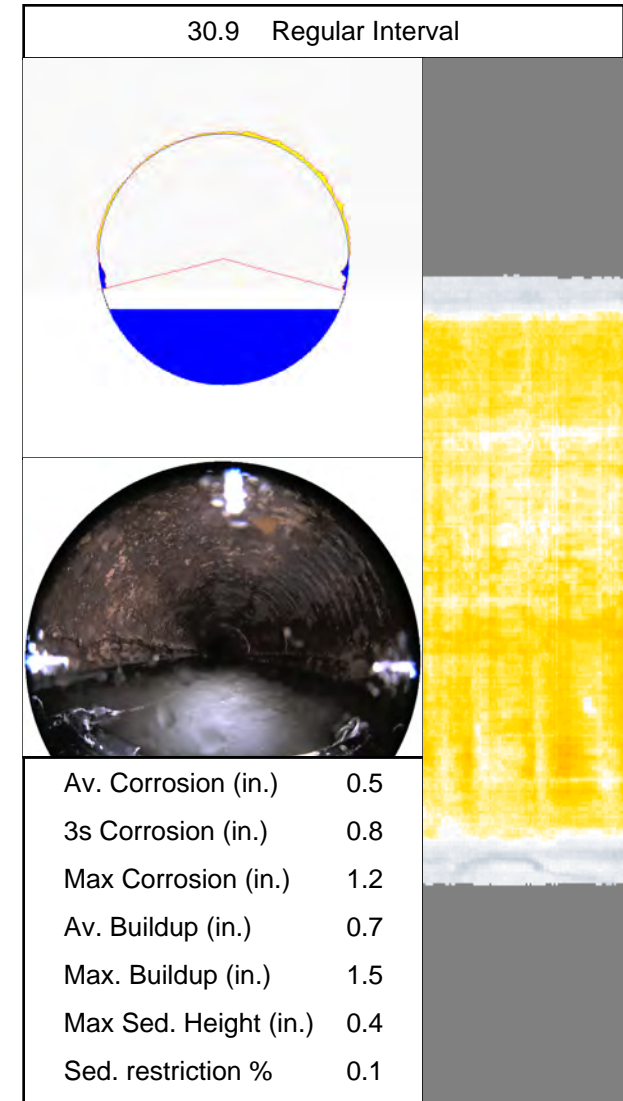 30.9 Regular Interval
Av. Corrosion (in.) 0.5
3s Corrosion (in.) 0.8
Max Corrosion (in.) 1.2
Av. Buildup (in.) 0.7
Max. Buildup (in.) 1.5
Max Sed. Height (in.) 0.4
Sed. restriction % 0.1